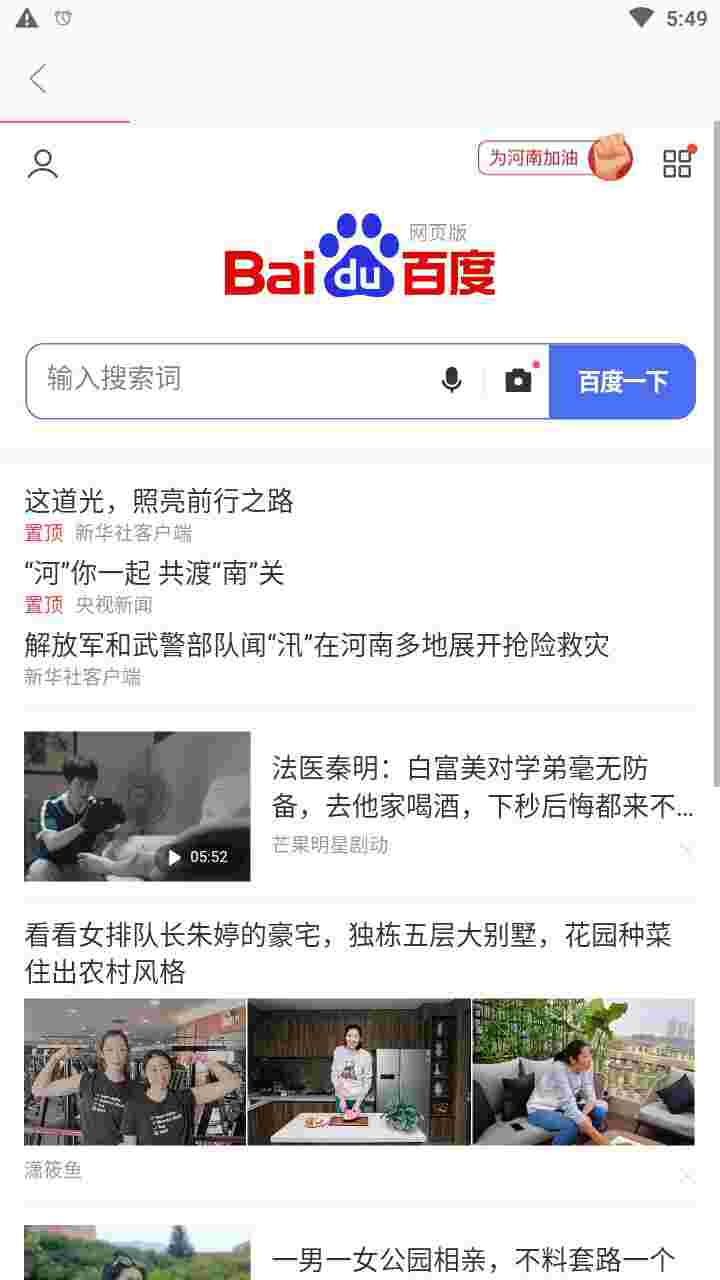 5:49
为河南加油
网页版
Bai du 百度
输入搜索词
百度一下
这道光，照亮前行之路
置顶 新华社客户端
“河”你一起 共渡“南”关
置顶 央视新闻
解放军和武警部队闻“汛”在河南多地展开抢险救灾
新华社客户端
法医秦明：白富美对学弟毫无防
备，去他家喝酒，下秒后悔都来不...
05:52
芒果明星剧动
看看女排队长朱婷的豪宅，独栋五层大别墅，花园种菜
住出农村风格
潇筱鱼
一男一女公园相亲，不料套路一个